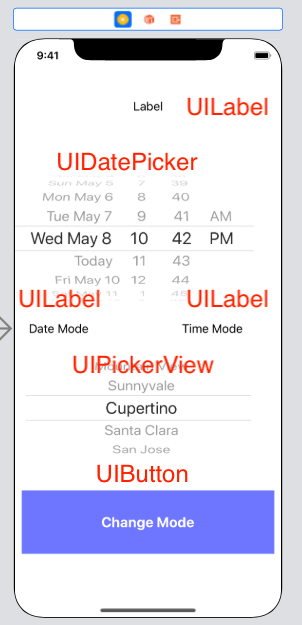 9:41
Label UILabel
UIDatePicker
Sun May 5 7 39
Mon May 6 8 40
Tue May 7 9 41 AM
Wed May 8 10 42 PM
Today 11 43
Fri May 10 12 44
Sat May 11 1 45
UILabel UILabel
Date Mode Time Mode
UIPickerView
Mountain View
Sunnyvale
Cupertino
Santa Clara
San Jose
UIButton
Change Mode